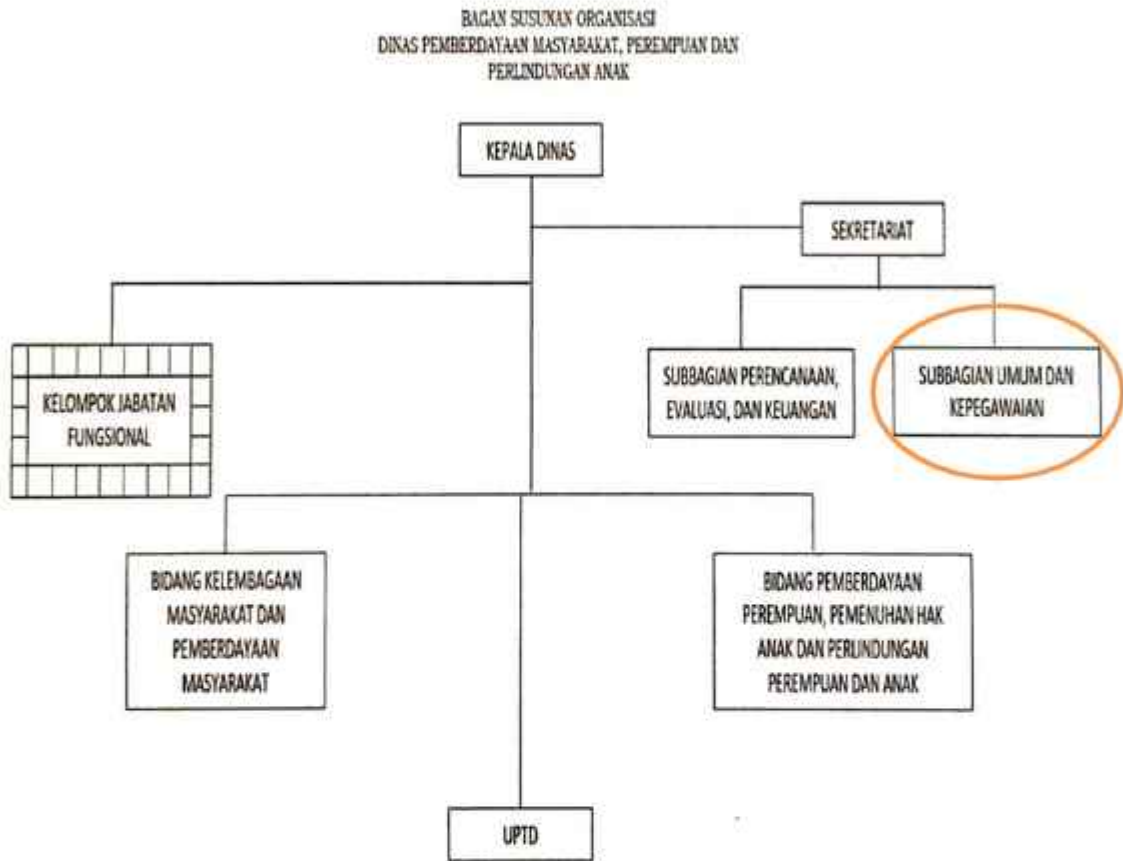 BAGAN SUSUNAN ORGANISASI
DINAS PEMBERDAYAAN MASYARAKAT, PEREMPUAN DAN
PERLINDUNGAN ANAK
KEPALA DINAS
SEKRETARIAT
KELOMPOK JABATAN
FUNGSIONAL
SUBBAGIAN PERENCANAAN,
EVALUASI, DAN KEUANGAN
SUBBAGIAN UMUM DAN
KEPEGAWAIAN
BIDANG KELEMBAGAAN
MASYARAKAT DAN
PEMBERDAYAAN
MASYARAKAT
BIDANG PEMBERDAYAAN
PEREMPUAN, PEMENUHAN HAK
ANAK DAN PERLINDUNGAN
PEREMPUAN DAN ANAK
UPTD